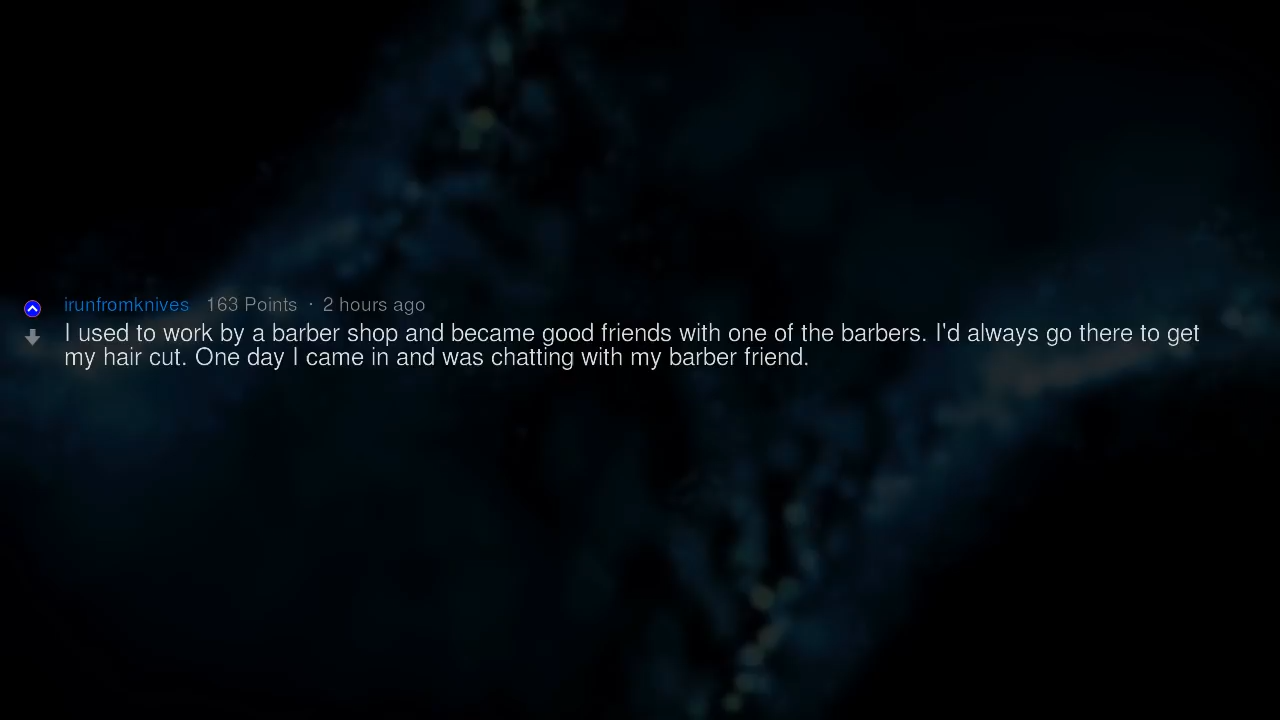 irunfromknives 163 Points · 2 hours ago
I used to work by a barber shop and became good friends with one of the barbers. I'd always go there to get
my hair cut. One day I came in and was chatting with my barber friend.